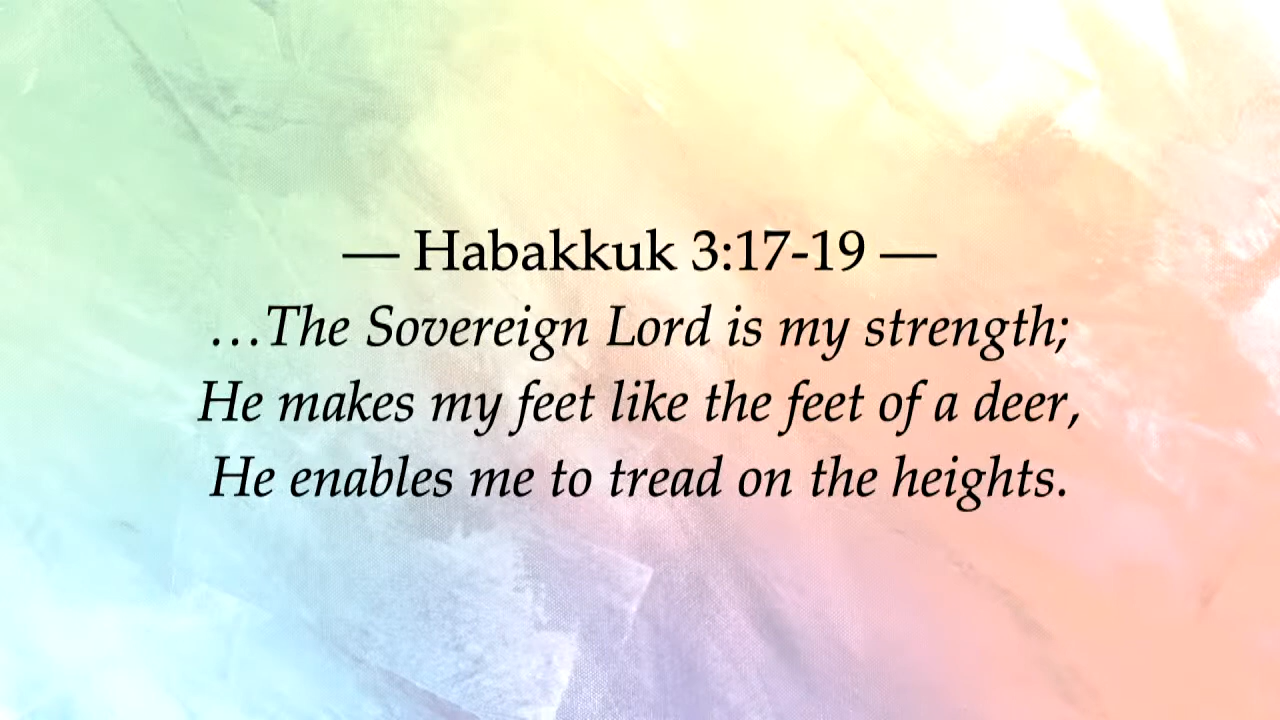 — Habakkuk 3:17-19 —
…The Sovereign Lord is my strength;
He makes my feet like the feet of a deer,
He enables me to tread on the heights.